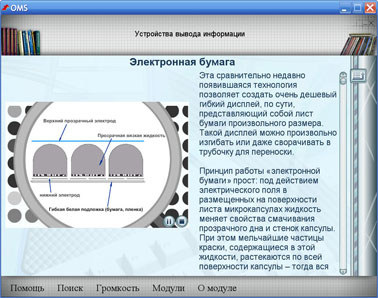 OMS
Устройства вывода информации
Электронная бумага
Верхний прозрачный электрод
Прозрачная вязкая жидкость
нижний электрод
Гибкая белая подложка (бумага, пленка)
Эта сравнительно недавно
появившаяся технология
позволяет создать очень дешевый
гибкий дисплей, по сути,
представляющий собой лист
бумаги произвольного размера.
Такой дисплей можно произвольно
изгибать или даже сворачивать в
трубочку для переноски.
Принцип работы «электронной
бумаги» прост: под действием
электрического поля в
размещенных на поверхности
листа микрокапсулах жидкость
меняет свойства смачивания
прозрачного дна и стенок капсулы.
При этом мельчайшие частицы
краски, содержащиеся в этой
жидкости, растекаются по всей
поверхности капсулы – тогда вся
Помощь Поиск Громкость Модули О модуле